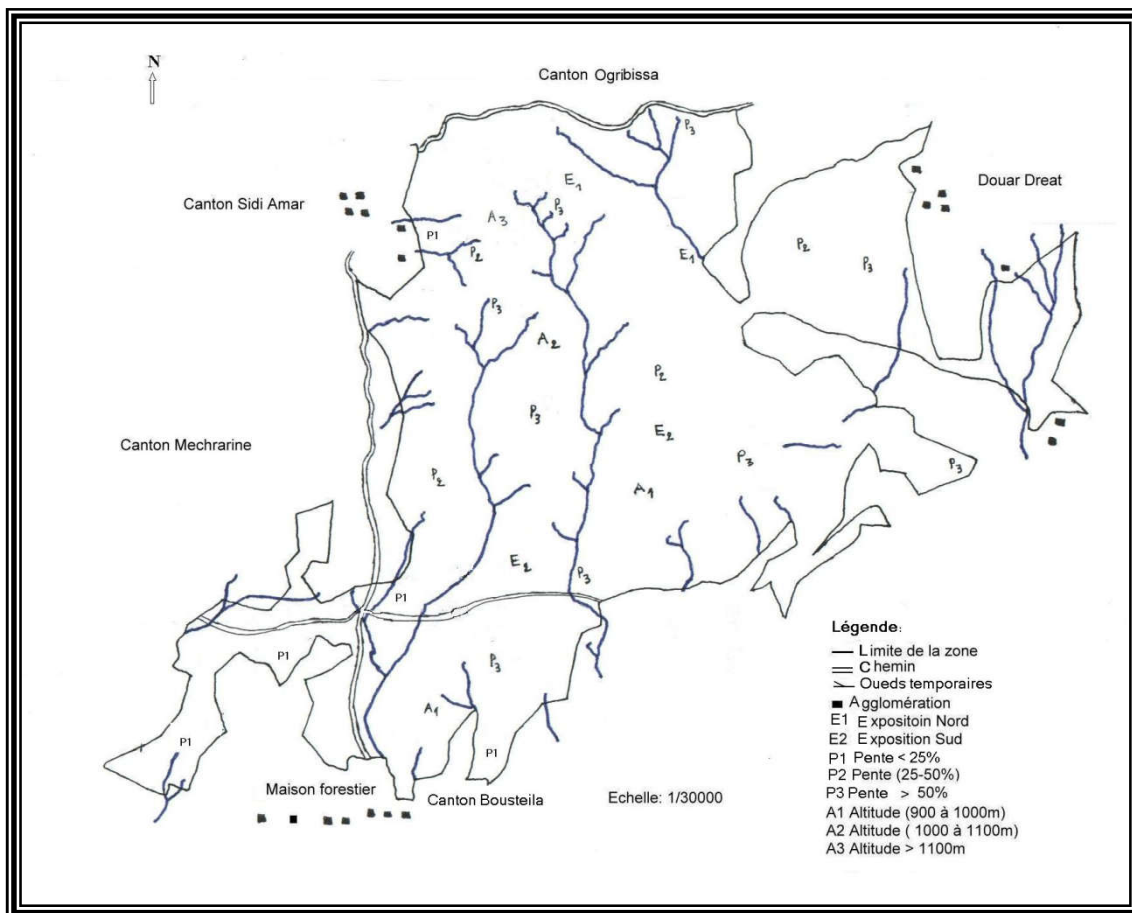 N
Canton Ogribissa
P3
Canton Sidi Amar
Douar Dreat
E1
P3
A3
P1
P2
E1
P2
P3
P3
A2
P2
P3
E2
Canton Mechrarine
P3
P3
P2
A1
E2
P3
P1
P1
P3
A1
P1
P1
Maison forestier
Canton Bousteila
Echelle: 1/30000
Légende:
Limite de la zone
Chemin
Oueds temporaires
Agglomération
E1 Expositoin Nord
E2 Exposition Sud
P1 Pente < 25%
P2 Pente (25-50%)
P3 Pente > 50%
A1 Altitude (900 à 1000m)
A2 Altitude ( 1000 à 1100m)
A3 Altitude > 1100m